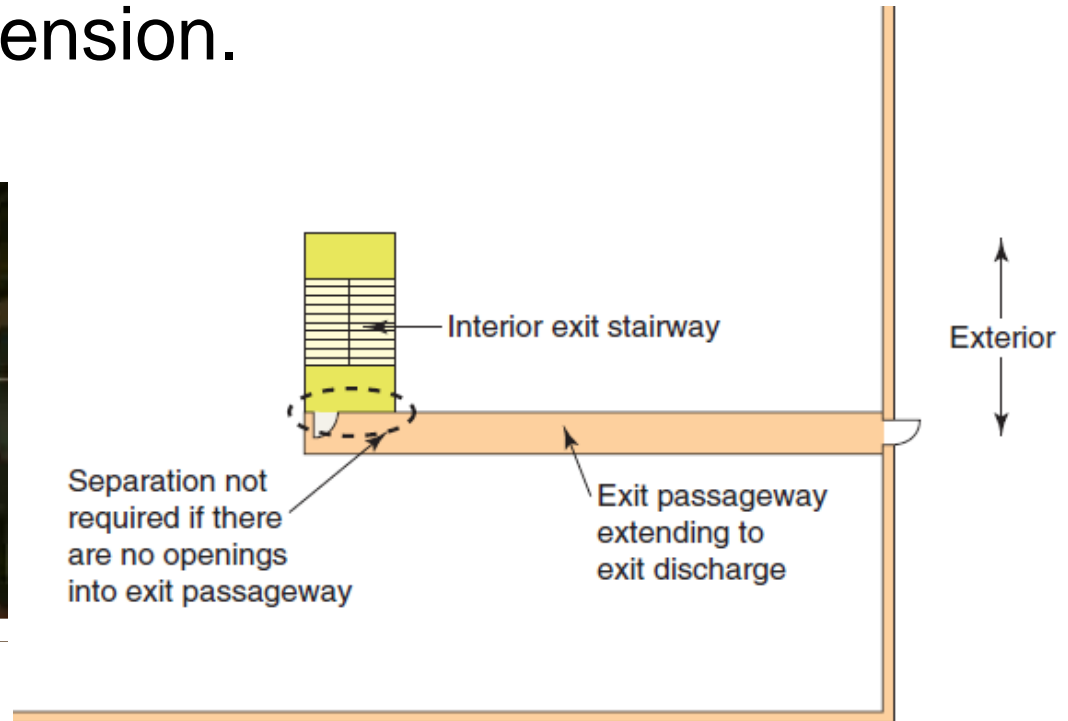 ension.
Interior exit stairway
Exterior
Separation not
required if there
are no openings
into exit passageway
Exit passageway
extending to
exit discharge